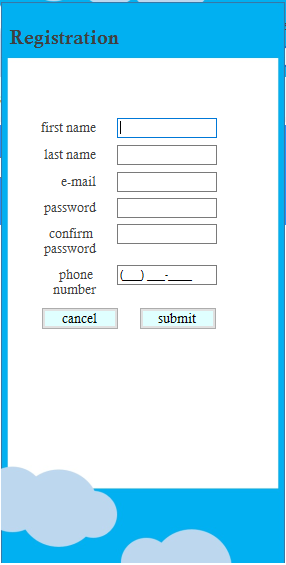 Registration
first name
last name
e-mail
password
confirm
password
phone
number
(___) ___-____
cancel
submit